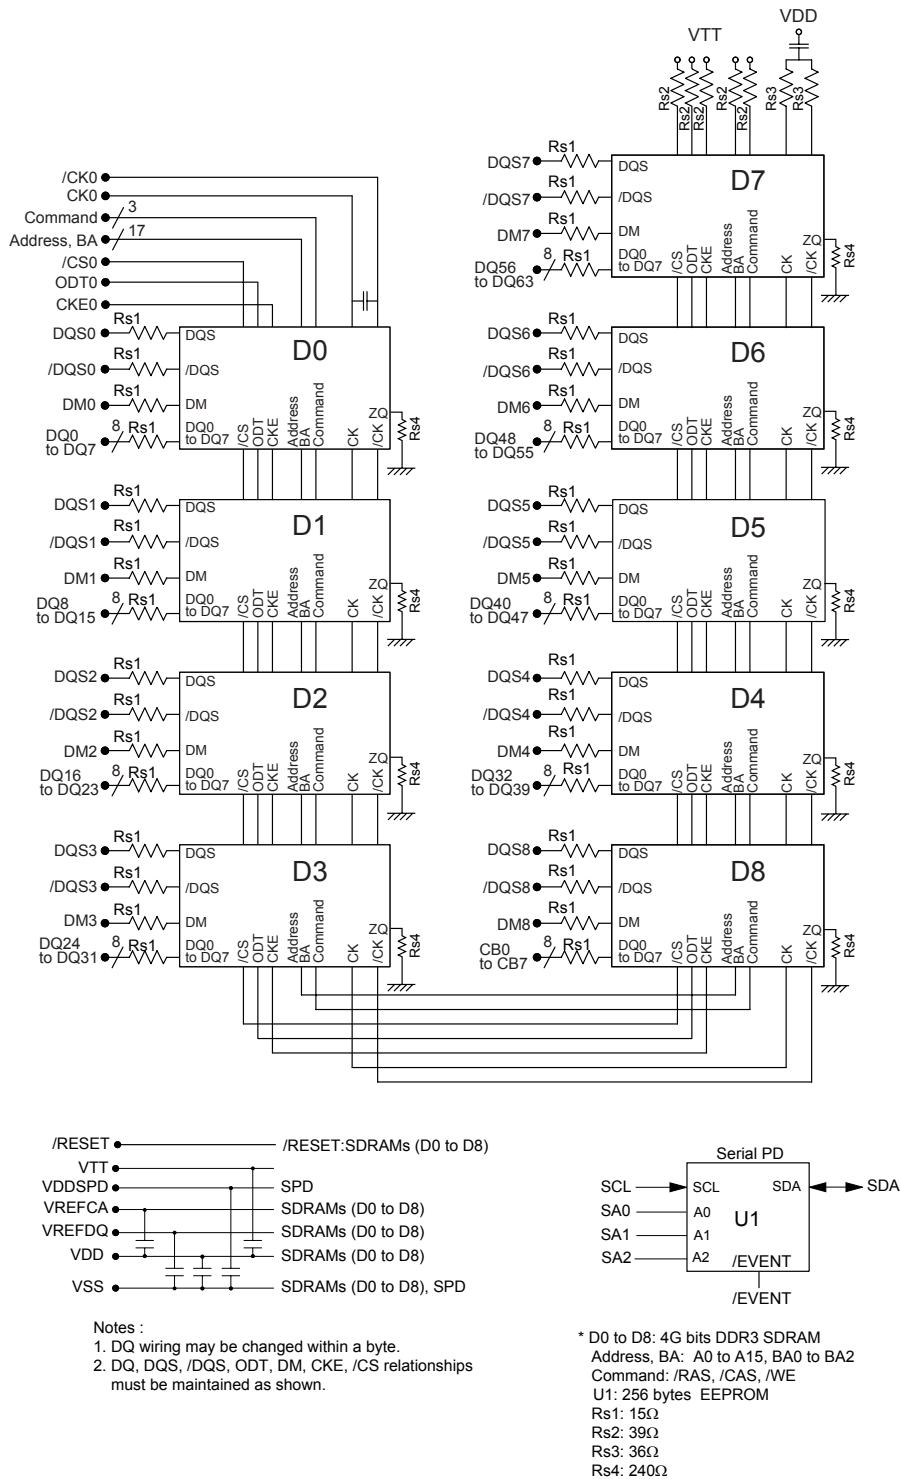 VDD
VTT
Rs2
Rs2
Rs2
Rs2
Rs2
Rs3
Rs3
/CK0
CK0
Command 3
Address, BA 17
/CS0
ODT0
CKE0
DQS0 Rs1 DQS
/DQS0 Rs1 /DQS
DM0 Rs1 DM
DQ0 to DQ7 8 Rs1 DQ0 to DQ7
D0
/CS ODT CKE Address BA Command CK /CK
ZQ Rs4
DQS1 Rs1 DQS
/DQS1 Rs1 /DQS
DM1 Rs1 DM
DQ8 to DQ15 8 Rs1 DQ0 to DQ7
D1
/CS ODT CKE Address BA Command CK /CK
ZQ Rs4
DQS2 Rs1 DQS
/DQS2 Rs1 /DQS
DM2 Rs1 DM
DQ16 to DQ23 8 Rs1 DQ0 to DQ7
D2
/CS ODT CKE Address BA Command CK /CK
ZQ Rs4
DQS3 Rs1 DQS
/DQS3 Rs1 /DQS
DM3 Rs1 DM
DQ24 to DQ31 8 Rs1 DQ0 to DQ7
D3
/CS ODT CKE Address BA Command CK /CK
ZQ Rs4
DQS7 Rs1 DQS
/DQS7 Rs1 /DQS
DM7 Rs1 DM
DQ56 to DQ63 8 Rs1 DQ0 to DQ7
D7
/CS ODT CKE Address BA Command CK /CK
ZQ Rs4
DQS6 Rs1 DQS
/DQS6 Rs1 /DQS
DM6 Rs1 DM
DQ48 to DQ55 8 Rs1 DQ0 to DQ7
D6
/CS ODT CKE Address BA Command CK /CK
ZQ Rs4
DQS5 Rs1 DQS
/DQS5 Rs1 /DQS
DM5 Rs1 DM
DQ40 to DQ47 8 Rs1 DQ0 to DQ7
D5
/CS ODT CKE Address BA Command CK /CK
ZQ Rs4
DQS4 Rs1 DQS
/DQS4 Rs1 /DQS
DM4 Rs1 DM
DQ32 to DQ39 8 Rs1 DQ0 to DQ7
D4
/CS ODT CKE Address BA Command CK /CK
ZQ Rs4
DQS8 Rs1 DQS
/DQS8 Rs1 /DQS
DM8 Rs1 DM
CB0 to CB7 8 Rs1 DQ0 to DQ7
D8
/CS ODT CKE Address BA Command CK /CK
ZQ Rs4
/RESET /RESET:SDRAMs (D0 to D8)
VTT
VDDSPD SPD
VREFCA SDRAMs (D0 to D8)
VREFDQ SDRAMs (D0 to D8)
VDD SDRAMs (D0 to D8)
VSS SDRAMs (D0 to D8), SPD
Notes :
1. DQ wiring may be changed within a byte.
2. DQ, DQS, /DQS, ODT, DM, CKE, /CS relationships
must be maintained as shown.
Serial PD
SCL SCL SDA SDA
SA0 A0
U1
SA1 A1
SA2 A2
/EVENT
/EVENT
* D0 to D8: 4G bits DDR3 SDRAM
Address, BA: A0 to A15, BA0 to BA2
Command: /RAS, /CAS, /WE
U1: 256 bytes EEPROM
Rs1: 15Ω
Rs2: 39Ω
Rs3: 36Ω
Rs4: 240Ω